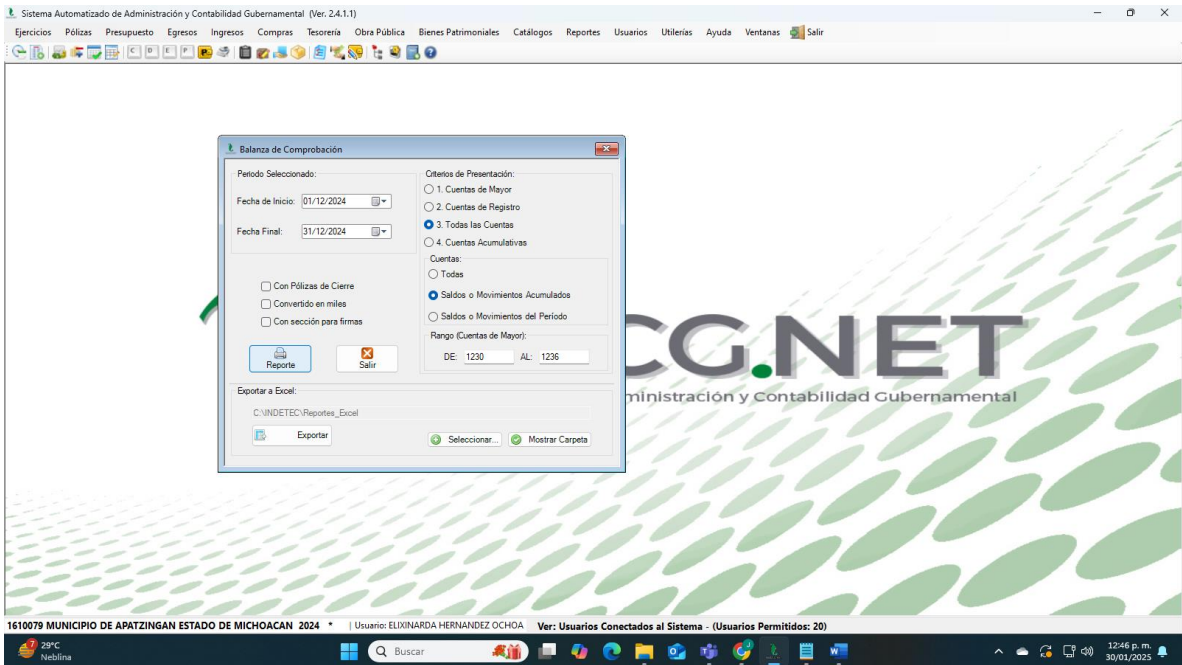 Sistema Automatizado de Administración y Contabilidad Gubernamental (Ver. 2.4.1.1)
Ejercicios Pólizas Presupuesto Egresos Ingresos Compras Tesorería Obra Pública Bienes Patrimoniales Catálogos Reportes Usuarios Utilerías Ayuda Ventanas Salir
C D E P
Balanza de Comprobación
Periodo Seleccionado:
Fecha de Inicio: 01/12/2024
Fecha Final: 31/12/2024
Con Pólizas de Cierre
Convertido en miles
Con sección para firmas
Reporte Salir
Criterios de Presentación:
1. Cuentas de Mayor
2. Cuentas de Registro
3. Todas las Cuentas
4. Cuentas Acumulativas
Cuentas:
Todas
Saldos o Movimientos Acumulados
Saldos o Movimientos del Período
Rango (Cuentas de Mayor):
DE: 1230 AL: 1236
Exportar a Excel:
C:\INDETEC\Reportes_Excel
Exportar Seleccionar... Mostrar Carpeta
CG.NET
ministración y Contabilidad Gubernamental
1610079 MUNICIPIO DE APATZINGAN ESTADO DE MICHOACAN 2024 * | Usuario: ELIXINARDA HERNANDEZ OCHOA Ver: Usuarios Conectados al Sistema - (Usuarios Permitidos: 20)
7 29°C
Neblina
Buscar
12:46 p. m.
30/01/2025